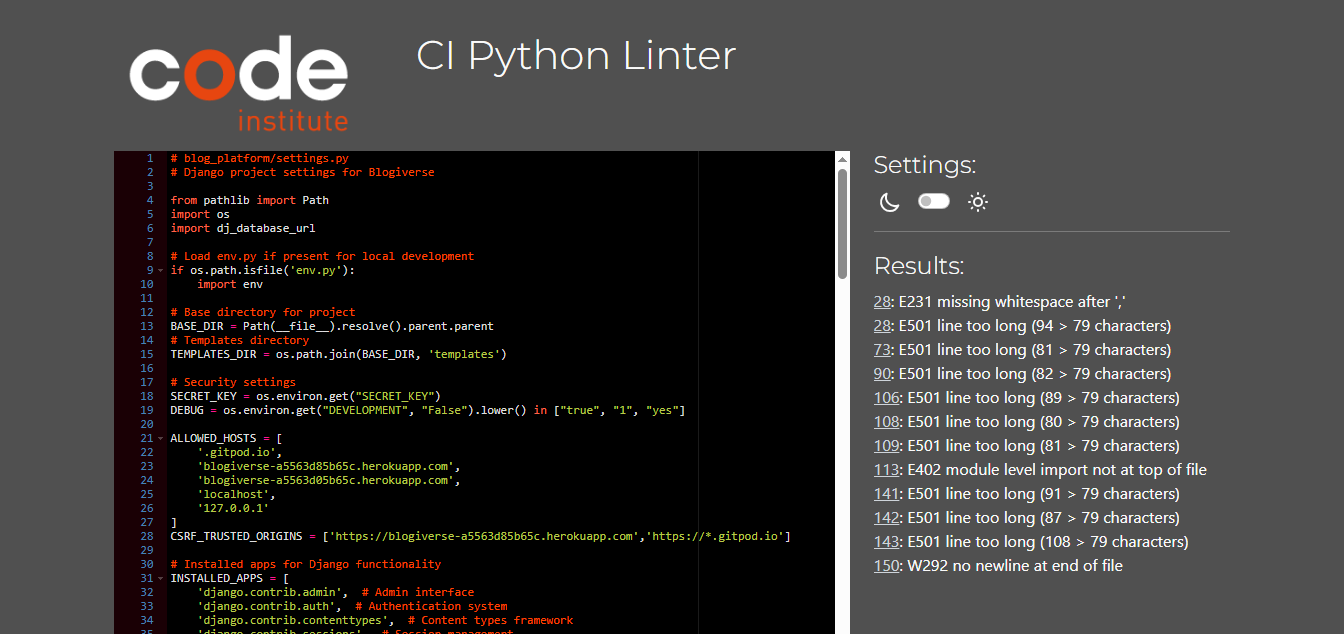 code
institute
CI Python Linter
1 # blog_platform/settings.py
2 # Django project settings for Blogiverse
3
4 from pathlib import Path
5 import os
6 import dj_database_url
7
8 # Load env.py if present for local development
9 if os.path.isfile('env.py'):
10     import env
11
12 # Base directory for project
13 BASE_DIR = Path(__file__).resolve().parent.parent
14 # Templates directory
15 TEMPLATES_DIR = os.path.join(BASE_DIR, 'templates')
16
17 # Security settings
18 SECRET_KEY = os.environ.get("SECRET_KEY")
19 DEBUG = os.environ.get("DEVELOPMENT", "False").lower() in ["true", "1", "yes"]
20
21 ALLOWED_HOSTS = [
22     '.gitpod.io',
23     'blogiverse-a5563d85b65c.herokuapp.com',
24     'blogiverse-a5563d05b65c.herokuapp.com',
25     'localhost',
26     '127.0.0.1'
27 ]
28 CSRF_TRUSTED_ORIGINS = ['https://blogiverse-a5563d85b65c.herokuapp.com','https://*.gitpod.io']
29
30 # Installed apps for Django functionality
31 INSTALLED_APPS = [
32     'django.contrib.admin',  # Admin interface
33     'django.contrib.auth',  # Authentication system
34     'django.contrib.contenttypes',  # Content types framework
35     'django.contrib.sessions',  # Session management
Settings:
Results:
28: E231 missing whitespace after ','
28: E501 line too long (94 > 79 characters)
73: E501 line too long (81 > 79 characters)
90: E501 line too long (82 > 79 characters)
106: E501 line too long (89 > 79 characters)
108: E501 line too long (80 > 79 characters)
109: E501 line too long (81 > 79 characters)
113: E402 module level import not at top of file
141: E501 line too long (91 > 79 characters)
142: E501 line too long (87 > 79 characters)
143: E501 line too long (108 > 79 characters)
150: W292 no newline at end of file